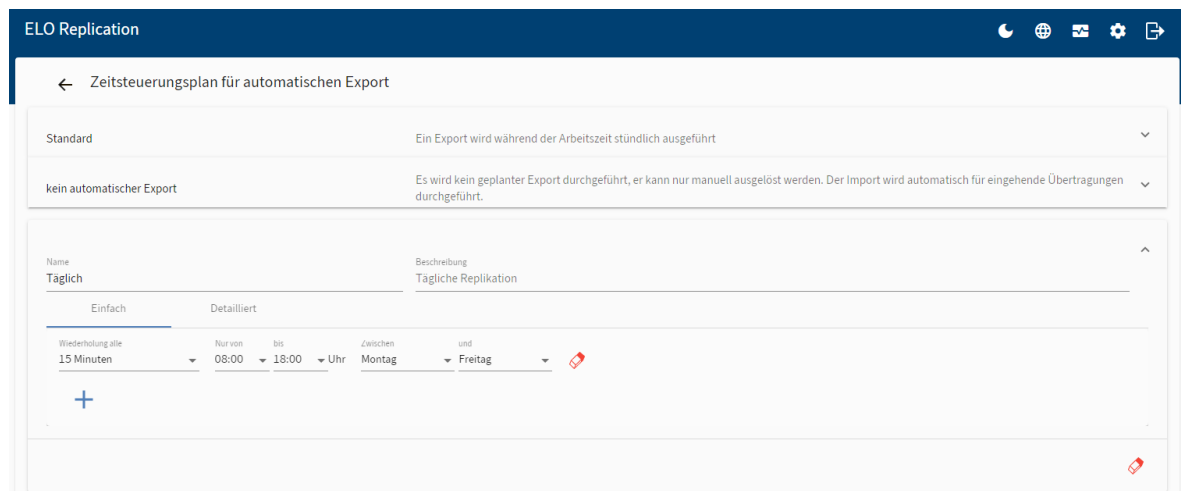 ELO Replication
Zeitsteuerungsplan für automatischen Export
Standard
Ein Export wird während der Arbeitszeit stündlich ausgeführt
kein automatischer Export
Es wird kein geplanter Export durchgeführt, er kann nur manuell ausgelöst werden. Der Import wird automatisch für eingehende Übertragungen
durchgeführt.
Name Beschreibung
Täglich Tägliche Replikation
Einfach Detailliert
Wiederholung alle Nur von bis Zwischen und
15 Minuten 08:00 18:00 Uhr Montag Freitag